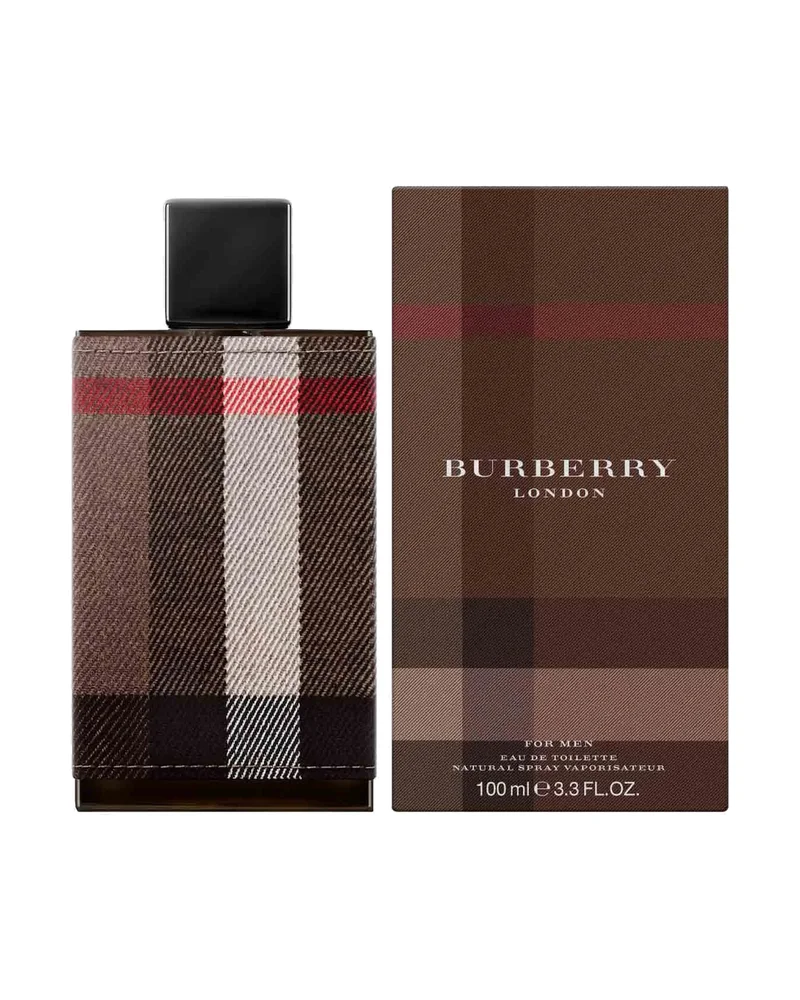 BURBERRY
LONDON
FOR MEN
EAU DE TOILETTE
NATURAL SPRAY VAPORISATEUR
100 ml ℮ 3.3 FL.OZ.